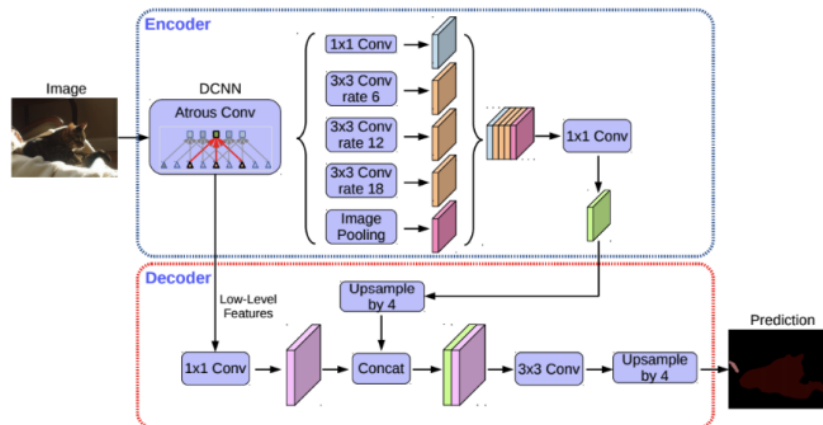 Encoder
Image
DCNN
Atrous Conv
1x1 Conv
3x3 Conv
rate 6
3x3 Conv
rate 12
3x3 Conv
rate 18
Image
Pooling
1x1 Conv
Decoder
Low-Level
Features
Upsample
by 4
1x1 Conv
Concat
3x3 Conv
Upsample
by 4
Prediction